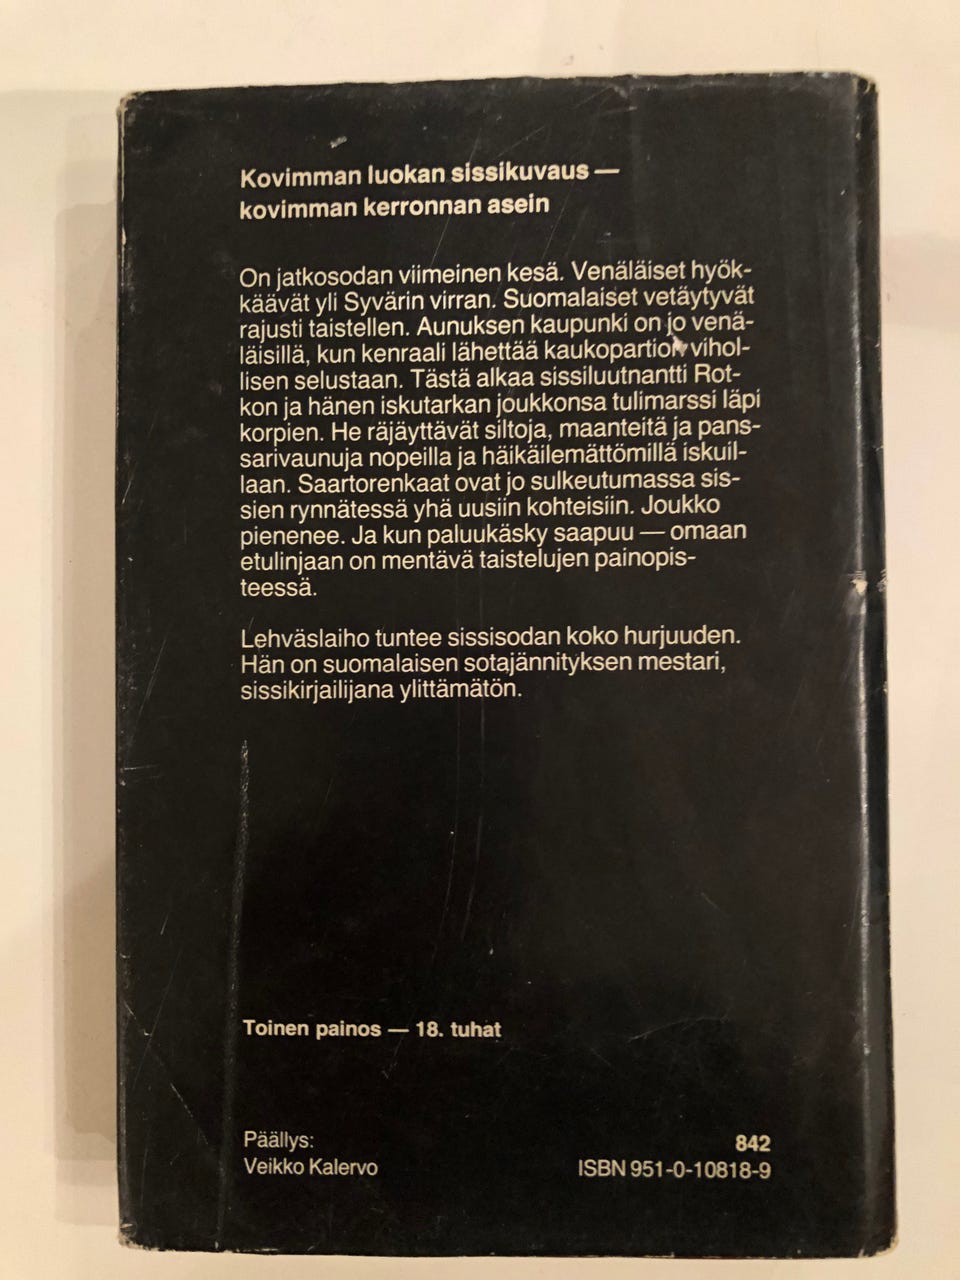 Kovimman luokan sissikuvaus —
kovimman kerronnan asein
On jatkosodan viimeinen kesä. Venäläiset hyök-
käävät yli Syvärin virran. Suomalaiset vetäytyvät
rajusti taistellen. Aunuksen kaupunki on jo venä-
läisillä, kun kenraali lähettää kaukopartion vihol-
lisen selustaan. Tästä alkaa sissiluutnantti Rot-
kon ja hänen iskutarkan joukkonsa tulimarssi läpi
korpien. He räjäyttävät siltoja, maanteitä ja pans-
sarivaunuja nopeilla ja häikäilemättömillä iskuil-
laan. Saartorenkaat ovat jo sulkeutumassa sis-
sien rynnätessä yhä uusiin kohteisiin. Joukko
pienenee. Ja kun paluukäsky saapuu — omaan
etulinjaan on mentävä taistelujen painopis-
teessä.
Lehväslaiho tuntee sissisodan koko hurjuuden.
Hän on suomalaisen sotajännityksen mestari,
sissikirjailijana ylittämätön.
Toinen painos — 18. tuhat
Päällys:
Veikko Kalervo
842
ISBN 951-0-10818-9